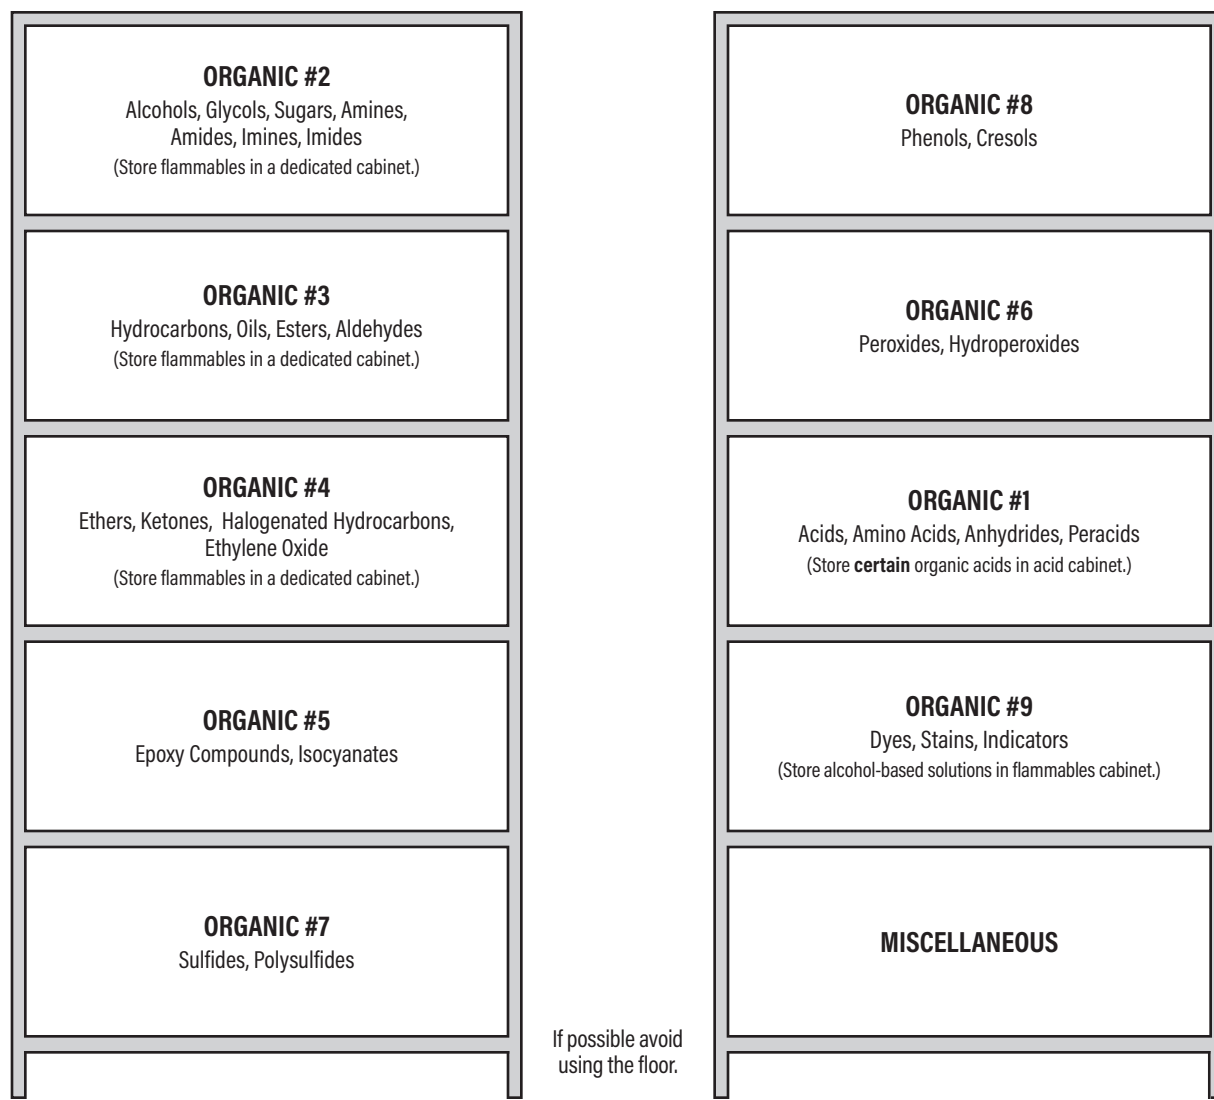 ORGANIC #2
Alcohols, Glycols, Sugars, Amines,
Amides, Imines, Imides
(Store flammables in a dedicated cabinet.)
ORGANIC #3
Hydrocarbons, Oils, Esters, Aldehydes
(Store flammables in a dedicated cabinet.)
ORGANIC #4
Ethers, Ketones, Halogenated Hydrocarbons,
Ethylene Oxide
(Store flammables in a dedicated cabinet.)
ORGANIC #5
Epoxy Compounds, Isocyanates
ORGANIC #7
Sulfides, Polysulfides
If possible avoid
using the floor.
ORGANIC #8
Phenols, Cresols
ORGANIC #6
Peroxides, Hydroperoxides
ORGANIC #1
Acids, Amino Acids, Anhydrides, Peracids
(Store certain organic acids in acid cabinet.)
ORGANIC #9
Dyes, Stains, Indicators
(Store alcohol-based solutions in flammables cabinet.)
MISCELLANEOUS